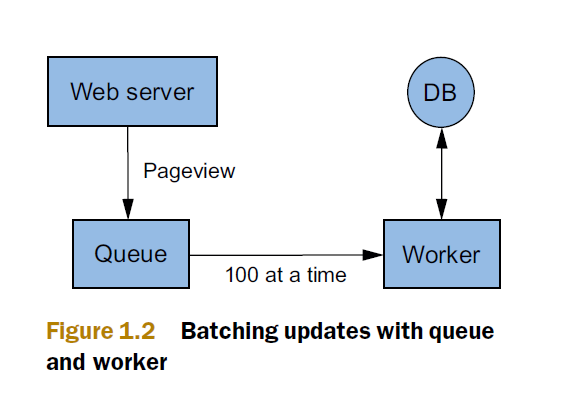 Web server
DB
Pageview
Queue
100 at a time
Worker
Figure 1.2 Batching updates with queue
and worker